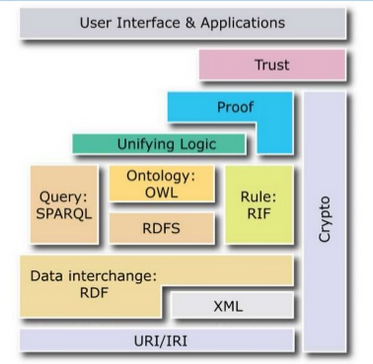 User Interface & Applications
Trust
Proof
Unifying Logic
Query:
SPARQL
Ontology:
OWL
RDFS
Rule:
RIF
Crypto
Data interchange:
RDF
XML
URI/IRI